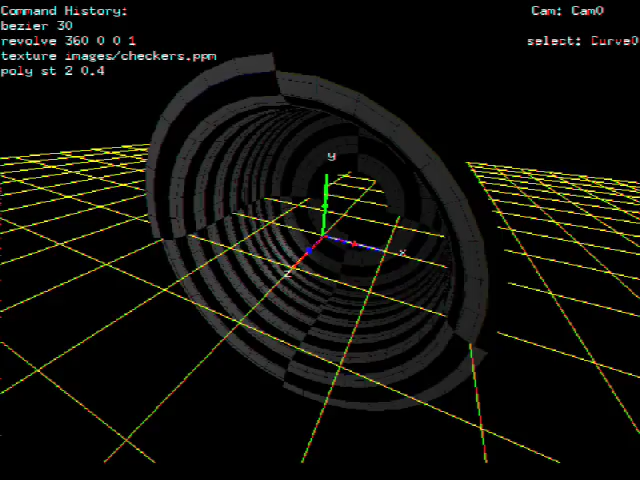 Command History:
bezier 30
revolve 360 0 0 1
texture images/checkers.ppm
poly st 2 0.4
Cam: Cam0
select: Curve0
y
x
z